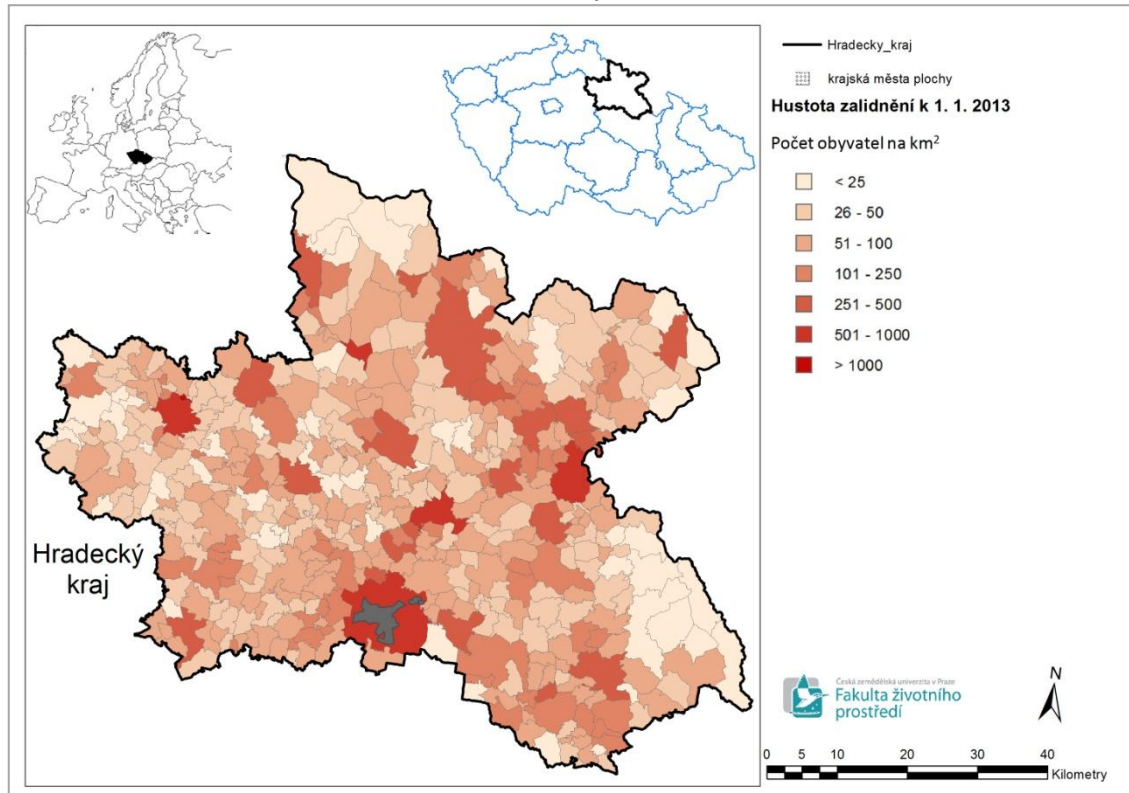 Hradecky_kraj
krajská města plochy
Hustota zalidnění k 1. 1. 2013
Počet obyvatel na km²
< 25
26 - 50
51 - 100
101 - 250
251 - 500
501 - 1000
> 1000
Hradecký
kraj
Česká zemědělská univerzita v Praze
Fakulta životního
prostředí
N
0 5 10 20 30 40
Kilometry